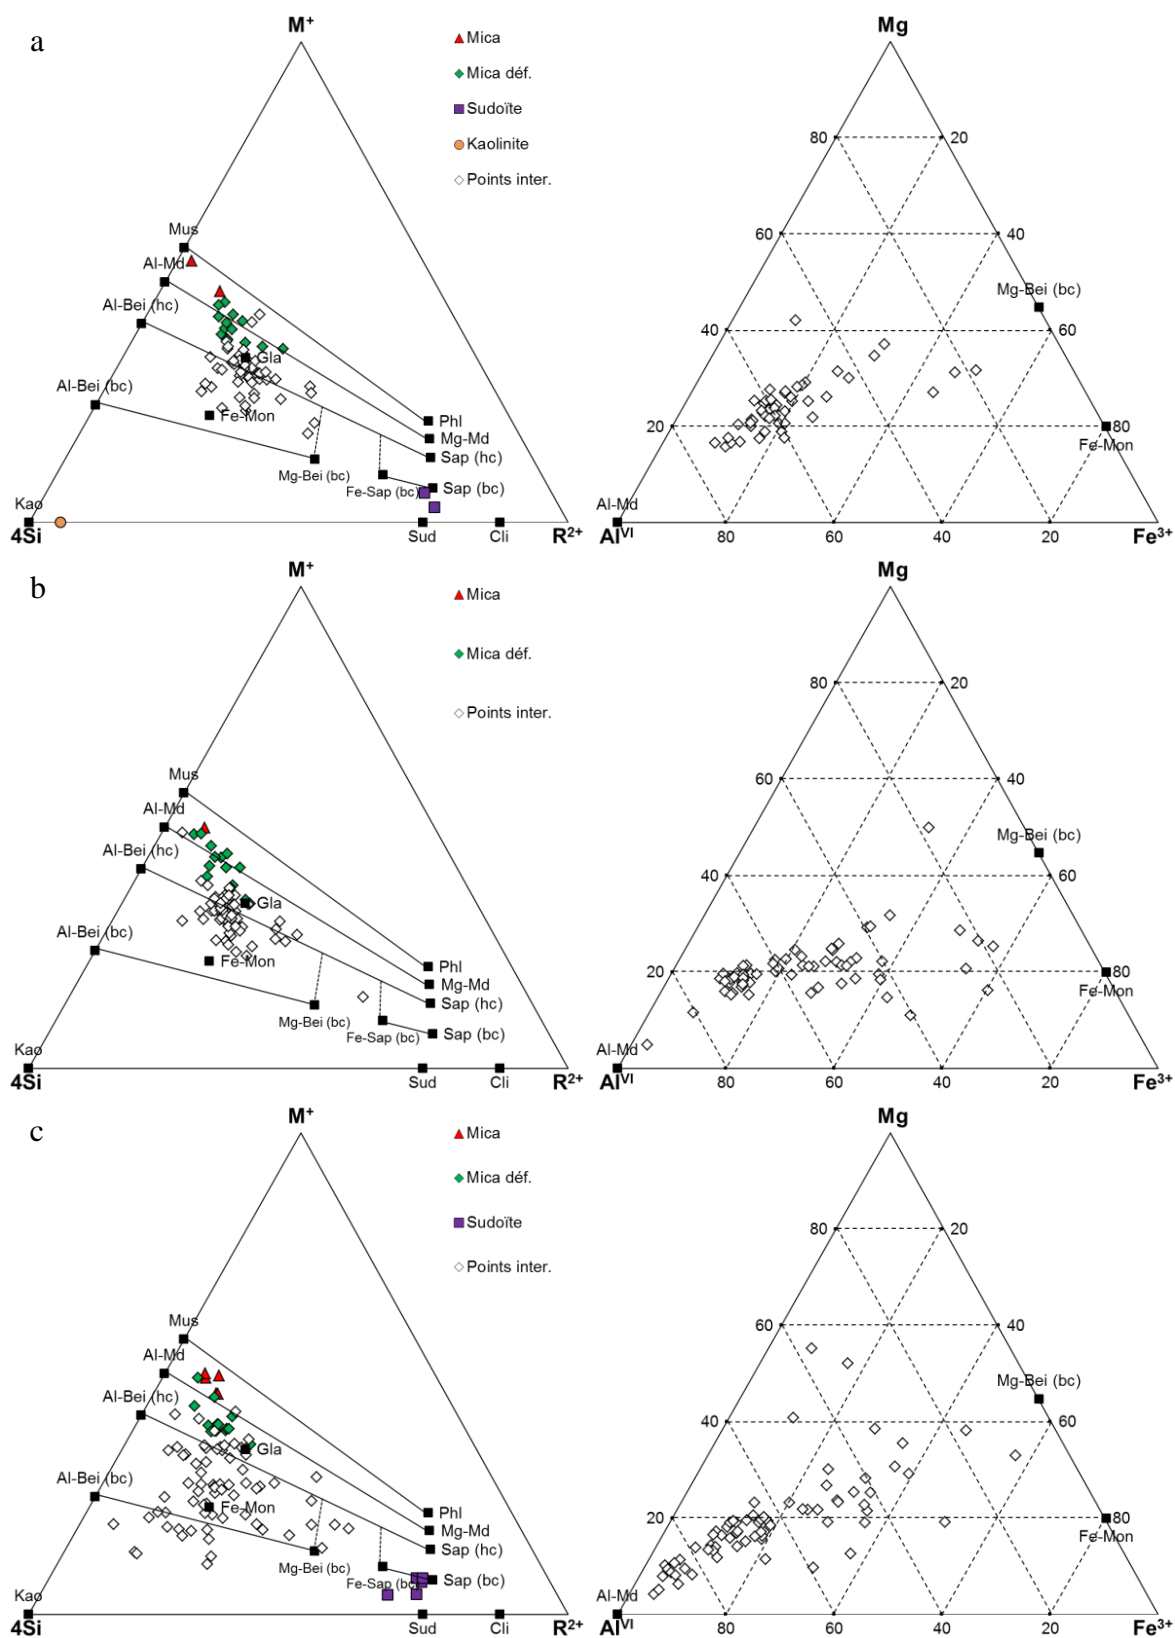 a
M+
Mica
Mica déf.
Sudoïte
Kaolinite
Points inter.
Mus
Al-Md
Al-Bei (hc)
Al-Bei (bc)
Gla
Fe-Mon
Phl
Mg-Md
Sap (hc)
Mg-Bei (bc)
Fe-Sap (bc)
Sap (bc)
Kao
4Si
Sud
Cli
R2+
Mg
80
20
60
40
Mg-Bei (bc)
40
60
20
80
Fe-Mon
Al-Md
AlVI
80
60
40
20
Fe3+
b
M+
Mica
Mica déf.
Points inter.
Mus
Al-Md
Al-Bei (hc)
Al-Bei (bc)
Gla
Fe-Mon
Phl
Mg-Md
Sap (hc)
Mg-Bei (bc)
Fe-Sap (bc)
Sap (bc)
Kao
4Si
Sud
Cli
R2+
Mg
80
20
60
40
Mg-Bei (bc)
40
60
20
80
Fe-Mon
Al-Md
AlVI
80
60
40
20
Fe3+
c
M+
Mica
Mica déf.
Sudoïte
Points inter.
Mus
Al-Md
Al-Bei (hc)
Al-Bei (bc)
Gla
Fe-Mon
Phl
Mg-Md
Sap (hc)
Mg-Bei (bc)
Fe-Sap (bc)
Sap (bc)
Kao
4Si
Sud
Cli
R2+
Mg
80
20
60
40
Mg-Bei (bc)
40
60
20
80
Fe-Mon
Al-Md
AlVI
80
60
40
20
Fe3+